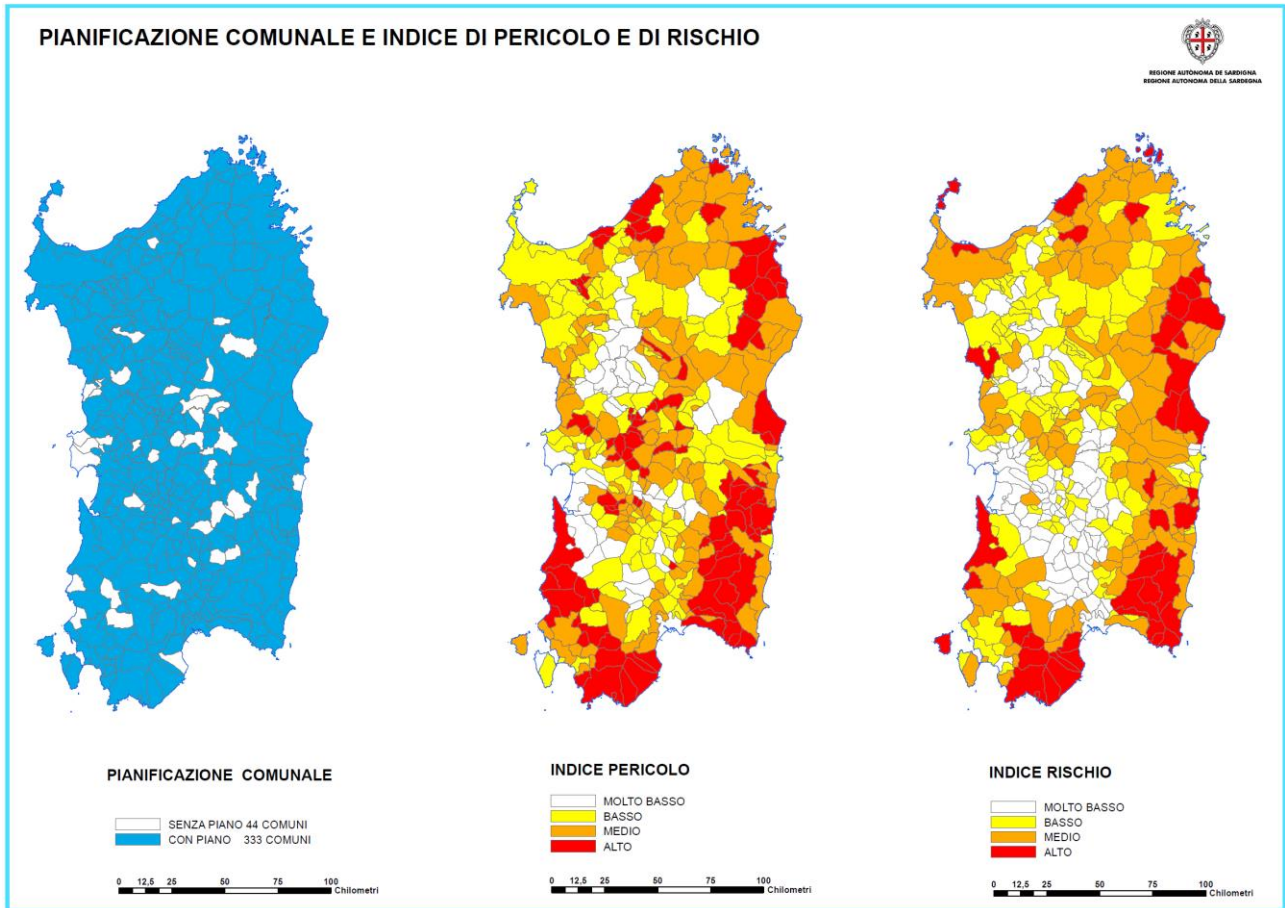 PIANIFICAZIONE COMUNALE E INDICE DI PERICOLO E DI RISCHIO
REGIONE AUTÒNOMA DE SARDIGNA
REGIONE AUTONOMA DELLA SARDEGNA
PIANIFICAZIONE COMUNALE
SENZA PIANO 44 COMUNI
CON PIANO 333 COMUNI
0 12,5 25 50 75 100
Chilometri
INDICE PERICOLO
MOLTO BASSO
BASSO
MEDIO
ALTO
0 12,5 25 50 75 100
Chilometri
INDICE RISCHIO
MOLTO BASSO
BASSO
MEDIO
ALTO
0 12,5 25 50 75 100
Chilometri